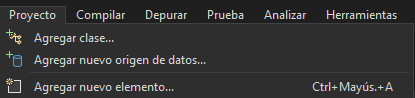 Proyecto Compilar Depurar Prueba Analizar Herramientas
Agregar clase...
Agregar nuevo origen de datos...
Agregar nuevo elemento... Ctrl+Mayús.+A